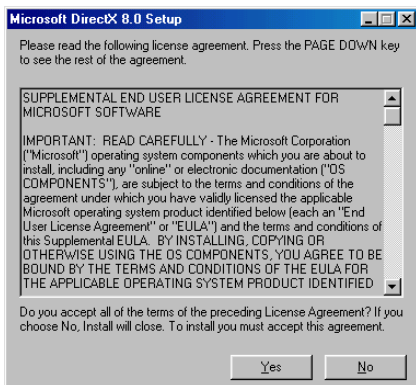 Microsoft DirectX 8.0 Setup
Please read the following license agreement. Press the PAGE DOWN key
to see the rest of the agreement.
SUPPLEMENTAL END USER LICENSE AGREEMENT FOR
MICROSOFT SOFTWARE
IMPORTANT:  READ CAREFULLY - The Microsoft Corporation
("Microsoft") operating system components which you are about to
install, including any "online" or electronic documentation ("OS
COMPONENTS"), are subject to the terms and conditions of the
agreement under which you have validly licensed the applicable
Microsoft operating system product identified below (each an "End
User License Agreement" or "EULA") and the terms and conditions of
this Supplemental EULA.  BY INSTALLING, COPYING OR
OTHERWISE USING THE OS COMPONENTS, YOU AGREE TO BE
BOUND BY THE TERMS AND CONDITIONS OF THE EULA FOR
THE APPLICABLE OPERATING SYSTEM PRODUCT IDENTIFIED
Do you accept all of the terms of the preceding License Agreement? If you
choose No, Install will close. To install you must accept this agreement.
Yes No